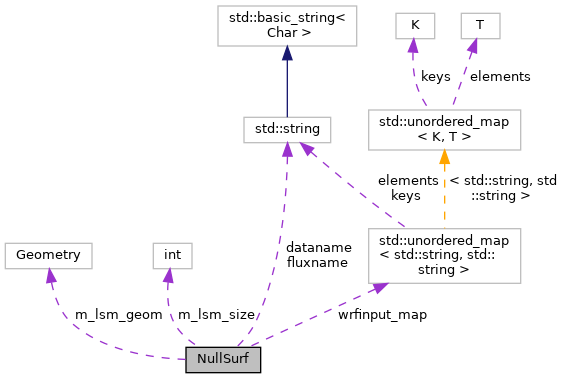 std::basic_string<
Char >
K
T
keys
elements
std::string
std::unordered_map
< K, T >
elements
keys
< std::string, std
::string >
Geometry
int
dataname
fluxname
std::unordered_map
< std::string, std::
string >
m_lsm_geom
m_lsm_size
wrfinput_map
NullSurf